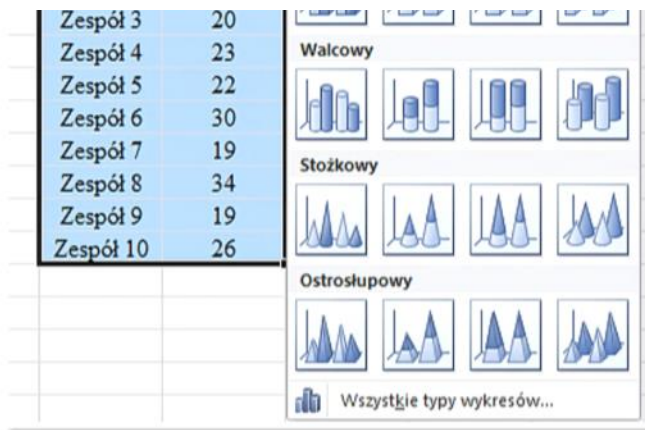 Zespół 3 20
Zespół 4 23
Zespół 5 22
Zespół 6 30
Zespół 7 19
Zespół 8 34
Zespół 9 19
Zespół 10 26
Walcowy
Stożkowy
Ostrosłupowy
Wszystkie typy wykresów...